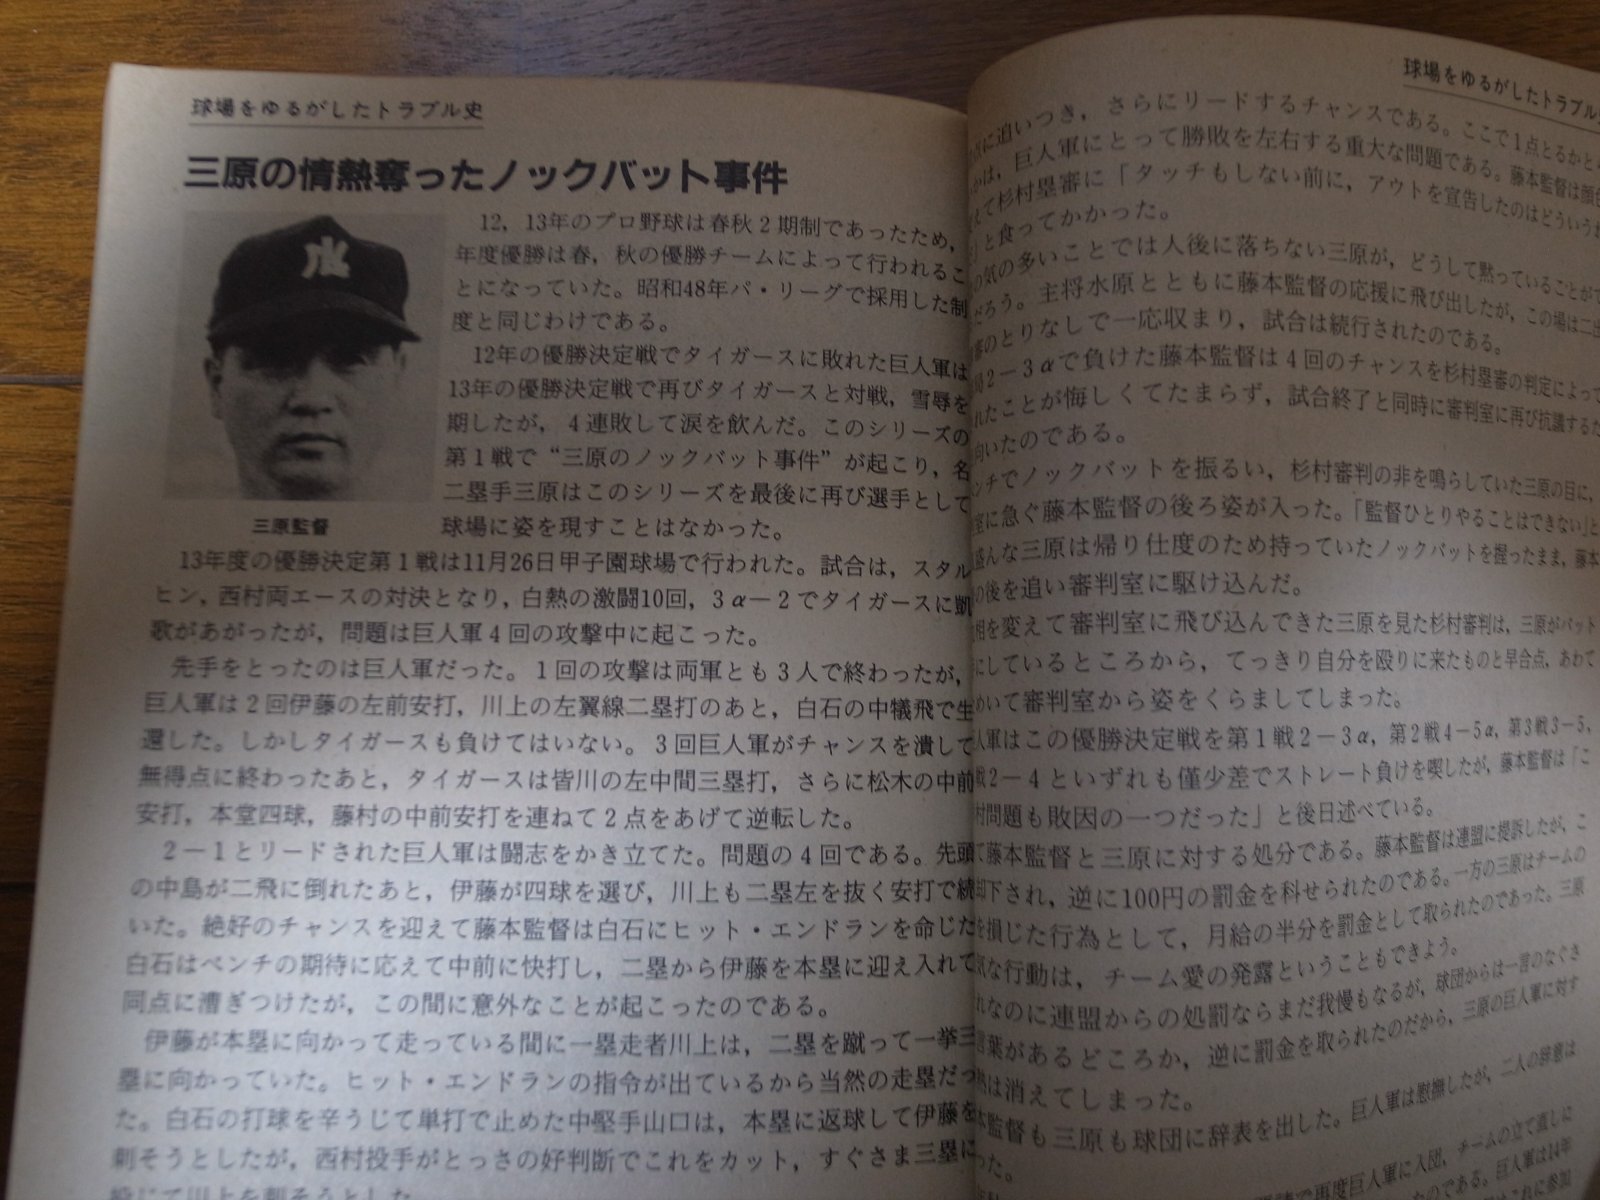 球場をゆるがしたトラブル史
三原の情熱奪ったノックバット事件
三原監督
12, 13年のプロ野球は春秋2期制であったため,
年度優勝は春, 秋の優勝チームによって行われるこ
とになっていた。昭和48年パ・リーグで採用した制
度と同じわけである。
12年の優勝決定戦でタイガースに敗れた巨人軍は
13年の優勝決定戦で再びタイガースと対戦, 雪辱を
期したが, 4連敗して涙を飲んだ。このシリーズの
第1戦で“三原のノックバット事件”が起こり, 名
二塁手三原はこのシリーズを最後に再び選手として
球場に姿を現すことはなかった。
13年度の優勝決定第1戦は11月26日甲子園球場で行われた。試合は, スタル
ヒン, 西村両エースの対決となり, 白熱の激闘10回, 3α－2でタイガースに凱
歌があがったが, 問題は巨人軍4回の攻撃中に起こった。
先手をとったのは巨人軍だった。1回の攻撃は両軍とも3人で終わったが,
巨人軍は2回伊藤の左前安打, 川上の左翼線二塁打のあと, 白石の中犠飛で生
還した。しかしタイガースも負けてはいない。3回巨人軍がチャンスを潰して
無得点に終わったあと, タイガースは皆川の左中間三塁打, さらに松木の中前
安打, 本堂四球, 藤村の中前安打を連ねて2点をあげて逆転した。
2－1とリードされた巨人軍は闘志をかき立てた。問題の4回である。先頭
の中島が二飛に倒れたあと, 伊藤が四球を選び, 川上も二塁左を抜く安打で続
いた。絶好のチャンスを迎えて藤本監督は白石にヒット・エンドランを命じた
白石はベンチの期待に応えて中前に快打し, 二塁から伊藤を本塁に迎え入れて
同点に漕ぎつけたが, この間に意外なことが起こったのである。
伊藤が本塁に向かって走っている間に一塁走者川上は, 二塁を蹴って一挙三
塁に向かっていた。ヒット・エンドランの指令が出ているから当然の走塁だっ
た。白石の打球を辛うじて単打で止めた中堅手山口は, 本塁に返球して伊藤を
刺そうとしたが, 西村投手がとっさの好判断でこれをカット, すぐさま三塁に
投じて川上を刺そうとした
球場をゆるがしたトラブル
に追いつき, さらにリードするチャンスである。ここで1点とるかと
は, 巨人軍にとって勝敗を左右する重大な問題である。藤本監督は顔色
えて杉村塁審に「タッチもしない前に, アウトを宣告したのはどういう
」と食ってかかった。
の気の多いことでは人後に落ちない三原が, どうして黙っていることがで
だろう。主将水原とともに藤本監督の応援に飛び出したが, この場は二出
審のとりなしで一応収まり, 試合は続行されたのである。
局2－3αで負けた藤本監督は4回のチャンスを杉村塁審の判定によって
れたことが悔しくてたまらず, 試合終了と同時に審判室に再び抗議するた
向いたのである。
ンチでノックバットを振るい, 杉村審判の非を鳴らしていた三原の目に,
室に急ぐ藤本監督の後ろ姿が入った。「監督ひとりやることはできない」と
盛んな三原は帰り仕度のため持っていたノックバットを握ったまま, 藤本
の後を追い審判室に駆け込んだ。
相を変えて審判室に飛び込んできた三原を見た杉村審判は, 三原がバット
にしているところから, てっきり自分を殴りに来たものと早合点, あわて
めいて審判室から姿をくらましてしまった。
人軍はこの優勝決定戦を第1戦2－3α, 第2戦4－5α, 第3戦3－5,
戦2－4といずれも僅少差でストレート負けを喫したが, 藤本監督は「こ
村問題も敗因の一つだった」と後日述べている。
て藤本監督と三原に対する処分である。藤本監督は連盟に提訴したが, こ
却下され, 逆に100円の罰金を科せられたのである。一方の三原はチームの
を損じた行為として, 月給の半分を罰金として取られたのであった。三原
気な行動は, チーム愛の発露ということもできよう。
れなのに連盟からの処罰ならまだ我慢もなるが, 球団からは一言のなぐさ
言葉があるどころか, 逆に罰金を取られたのだから, 三原の巨人軍に対す
熱は消えてしまった。
本監督も三原も球団に辞表を出した。巨人軍は慰撫したが, 二人の辞意は
った。
で再度巨人軍に入団, チームの立て直しに
たのである。巨人軍は14年